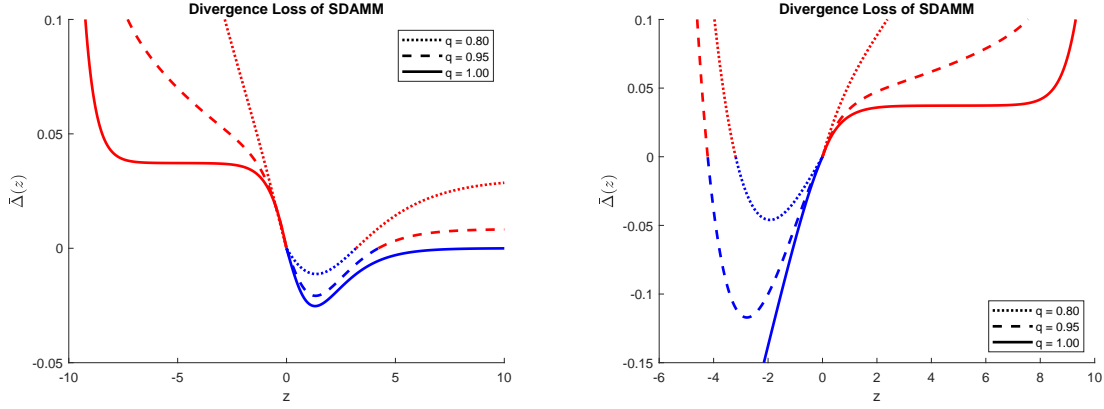 Divergence Loss of SDAMM
0.1
0.05
0
-0.05
Δ̄(z)
-10
-5
0
5
10
z
q = 0.80
q = 0.95
q = 1.00
Divergence Loss of SDAMM
0.1
0.05
0
-0.05
-0.1
-0.15
Δ̄(z)
-6
-4
-2
0
2
4
6
8
10
z
q = 0.80
q = 0.95
q = 1.00